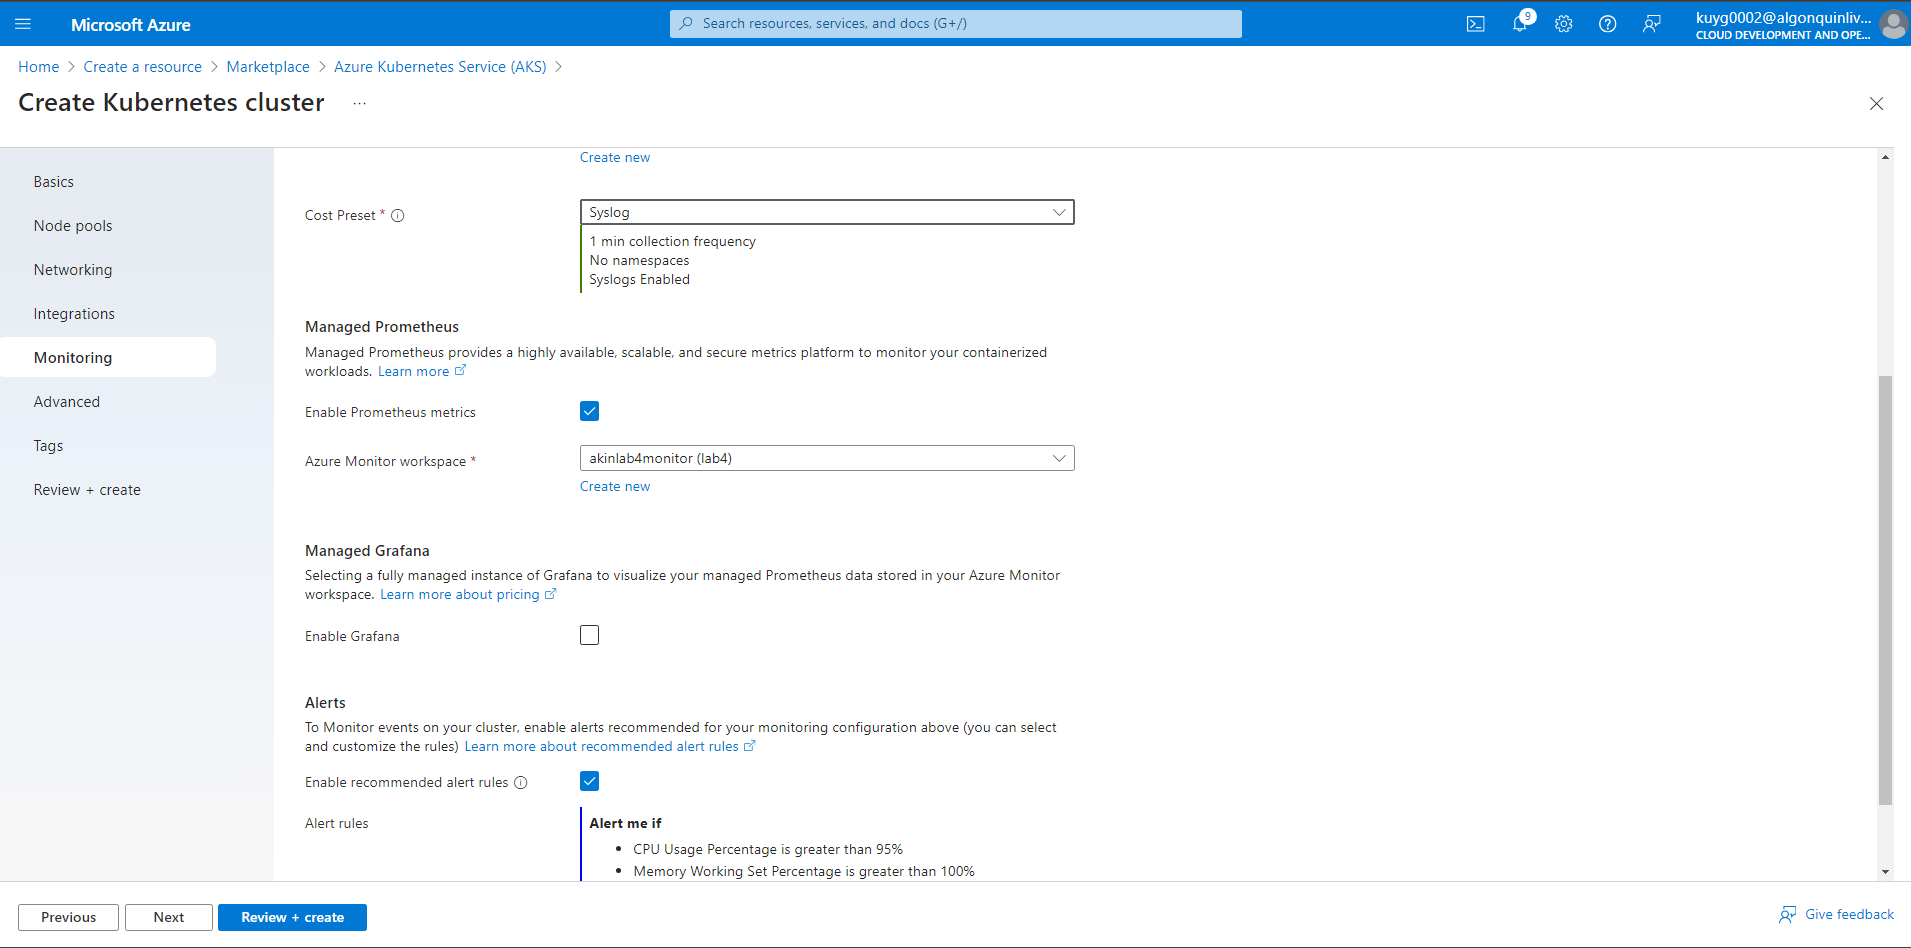 Microsoft Azure
Search resources, services, and docs (G+/)
9
kuyg0002@algonquinliv...
CLOUD DEVELOPMENT AND OPE...
Home > Create a resource > Marketplace > Azure Kubernetes Service (AKS) >
Create Kubernetes cluster ...
Basics
Node pools
Networking
Integrations
Monitoring
Advanced
Tags
Review + create
Create new
Cost Preset *
Syslog
1 min collection frequency
No namespaces
Syslogs Enabled
Managed Prometheus
Managed Prometheus provides a highly available, scalable, and secure metrics platform to monitor your containerized
workloads. Learn more
Enable Prometheus metrics
Azure Monitor workspace *
akinlab4monitor (lab4)
Create new
Managed Grafana
Selecting a fully managed instance of Grafana to visualize your managed Prometheus data stored in your Azure Monitor
workspace. Learn more about pricing
Enable Grafana
Alerts
To Monitor events on your cluster, enable alerts recommended for your monitoring configuration above (you can select
and customize the rules) Learn more about recommended alert rules
Enable recommended alert rules
Alert rules
Alert me if
• CPU Usage Percentage is greater than 95%
• Memory Working Set Percentage is greater than 100%
Previous
Next
Review + create
Give feedback